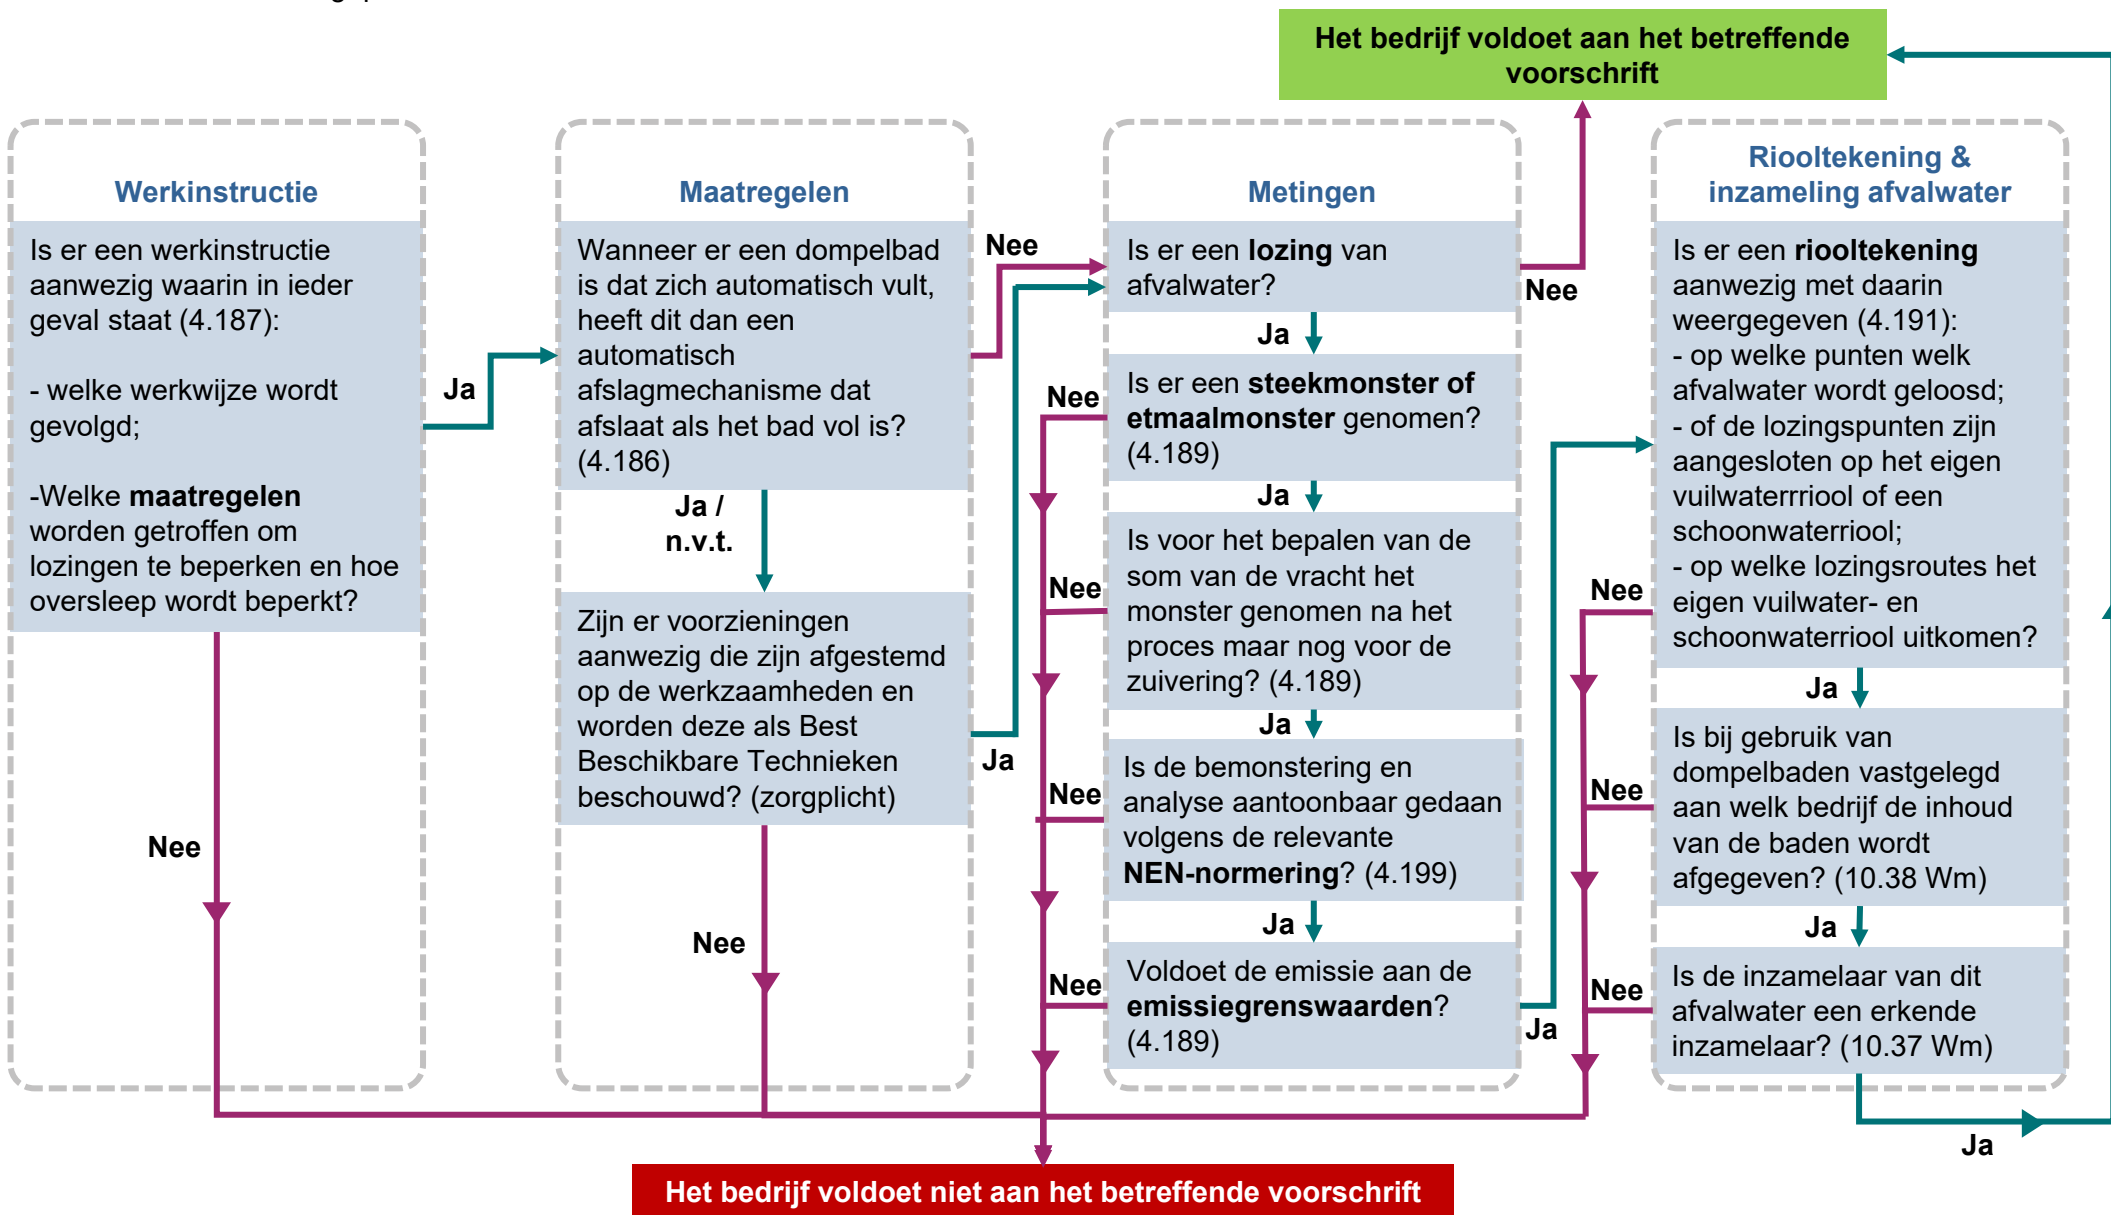 Het bedrijf voldoet aan het betreffende
voorschrift
Werkinstructie
Is er een werkinstructie
aanwezig waarin in ieder
geval staat (4.187):
- welke werkwijze wordt
gevolgd;
-Welke maatregelen
worden getroffen om
lozingen te beperken en hoe
oversleep wordt beperkt?
Ja
Nee
Maatregelen
Wanneer er een dompelbad
is dat zich automatisch vult,
heeft dit dan een
automatisch
afslagmechanisme dat
afslaat als het bad vol is?
(4.186)
Nee
Ja /
n.v.t.
Zijn er voorzieningen
aanwezig die zijn afgestemd
op de werkzaamheden en
worden deze als Best
Beschikbare Technieken
beschouwd? (zorgplicht)
Ja
Nee
Metingen
Is er een lozing van
afvalwater?
Nee
Ja
Is er een steekmonster of
etmaalmonster genomen?
(4.189)
Nee
Ja
Is voor het bepalen van de
som van de vracht het
monster genomen na het
proces maar nog voor de
zuivering? (4.189)
Nee
Ja
Is de bemonstering en
analyse aantoonbaar gedaan
volgens de relevante
NEN-normering? (4.199)
Nee
Ja
Voldoet de emissie aan de
emissiegrenswaarden?
(4.189)
Nee
Ja
Riooltekening &
inzameling afvalwater
Is er een riooltekening
aanwezig met daarin
weergegeven (4.191):
- op welke punten welk
afvalwater wordt geloosd;
- of de lozingspunten zijn
aangesloten op het eigen
vuilwaterrriool of een
schoonwaterriool;
- op welke lozingsroutes het
eigen vuilwater- en
schoonwaterriool uitkomen?
Nee
Ja
Is bij gebruik van
dompelbaden vastgelegd
aan welk bedrijf de inhoud
van de baden wordt
afgegeven? (10.38 Wm)
Nee
Ja
Is de inzamelaar van dit
afvalwater een erkende
inzamelaar? (10.37 Wm)
Nee
Ja
Het bedrijf voldoet niet aan het betreffende voorschrift